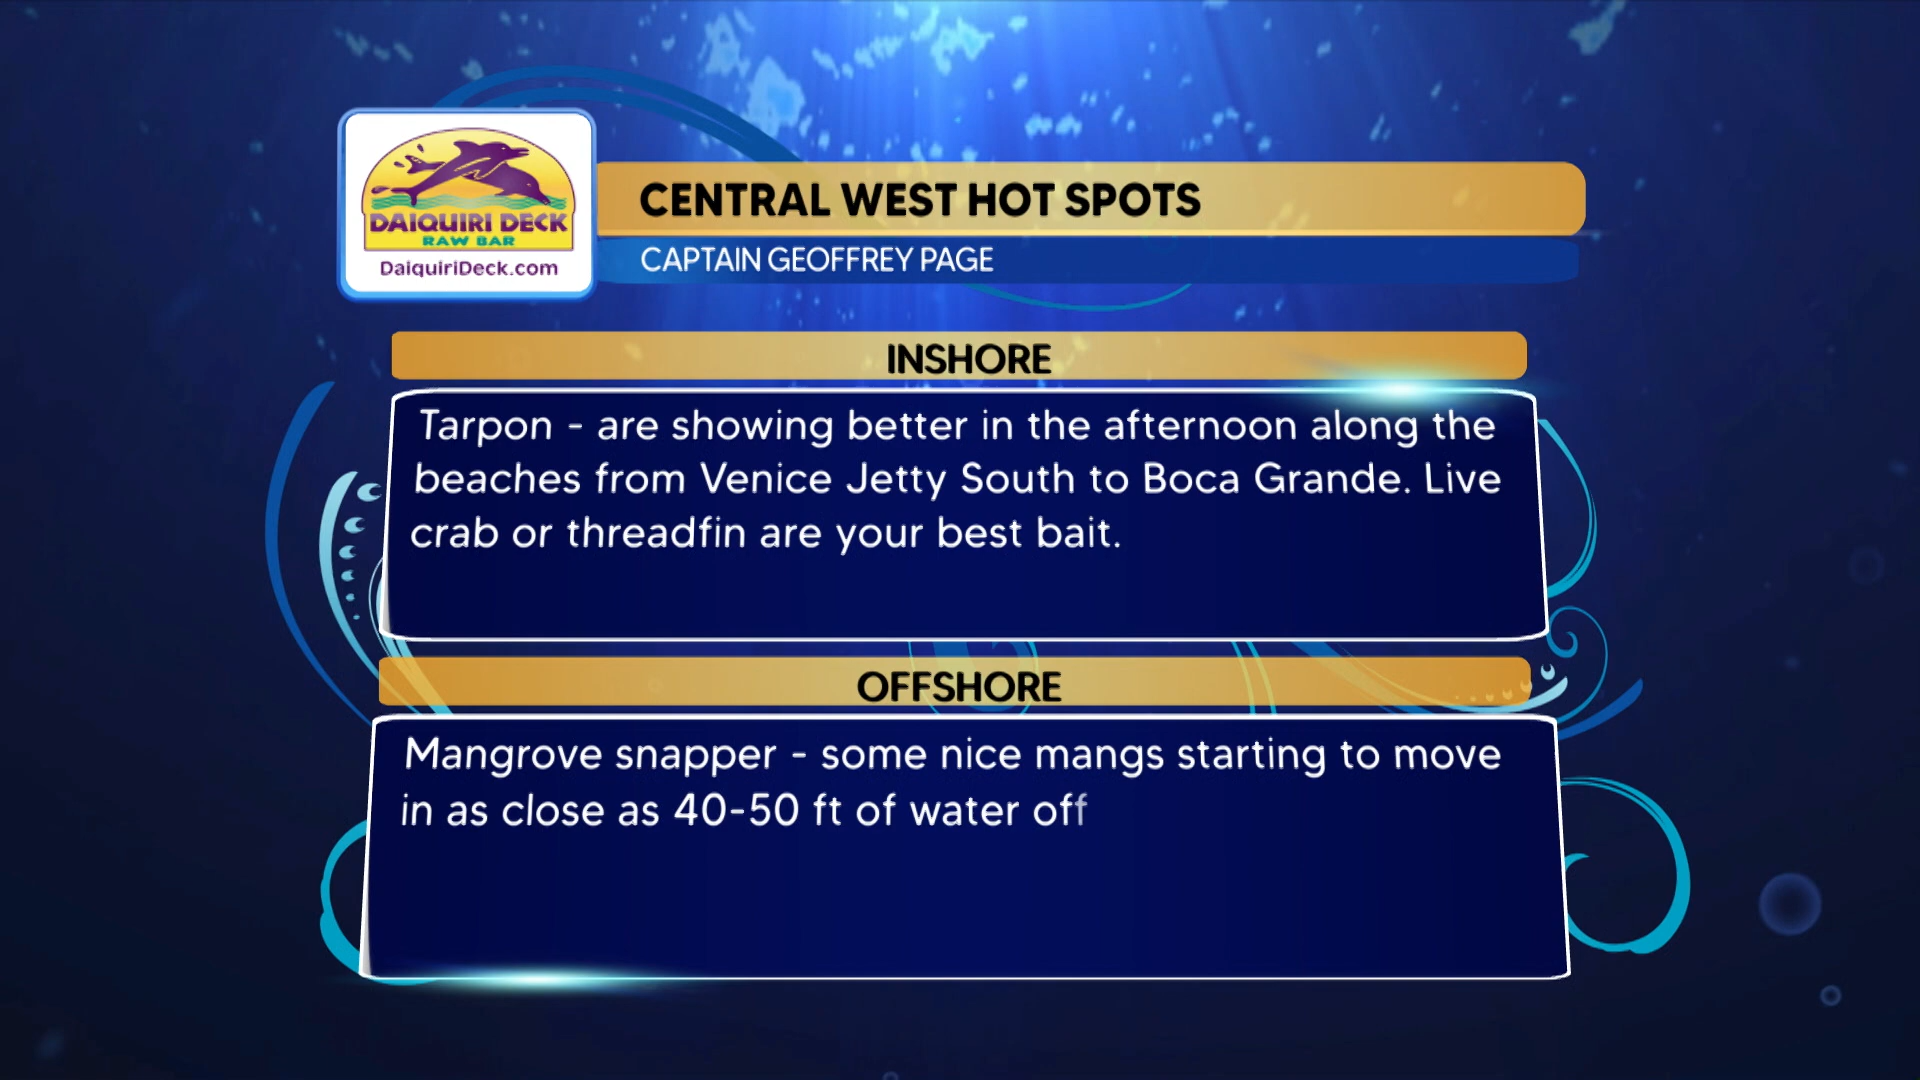 DAIQUIRI DECK
RAW BAR
DaiquiriDeck.com
CENTRAL WEST HOT SPOTS
CAPTAIN GEOFFREY PAGE
INSHORE
Tarpon - are showing better in the afternoon along the
beaches from Venice Jetty South to Boca Grande. Live
crab or threadfin are your best bait.
OFFSHORE
Mangrove snapper - some nice mangs starting to move
in as close as 40-50 ft of water off